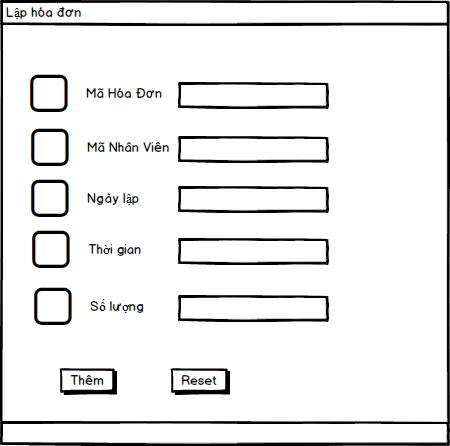 Lập hóa đơn
Mã Hóa Đơn
Mã Nhân Viên
Ngày lập
Thời gian
Số lượng
Thêm Reset